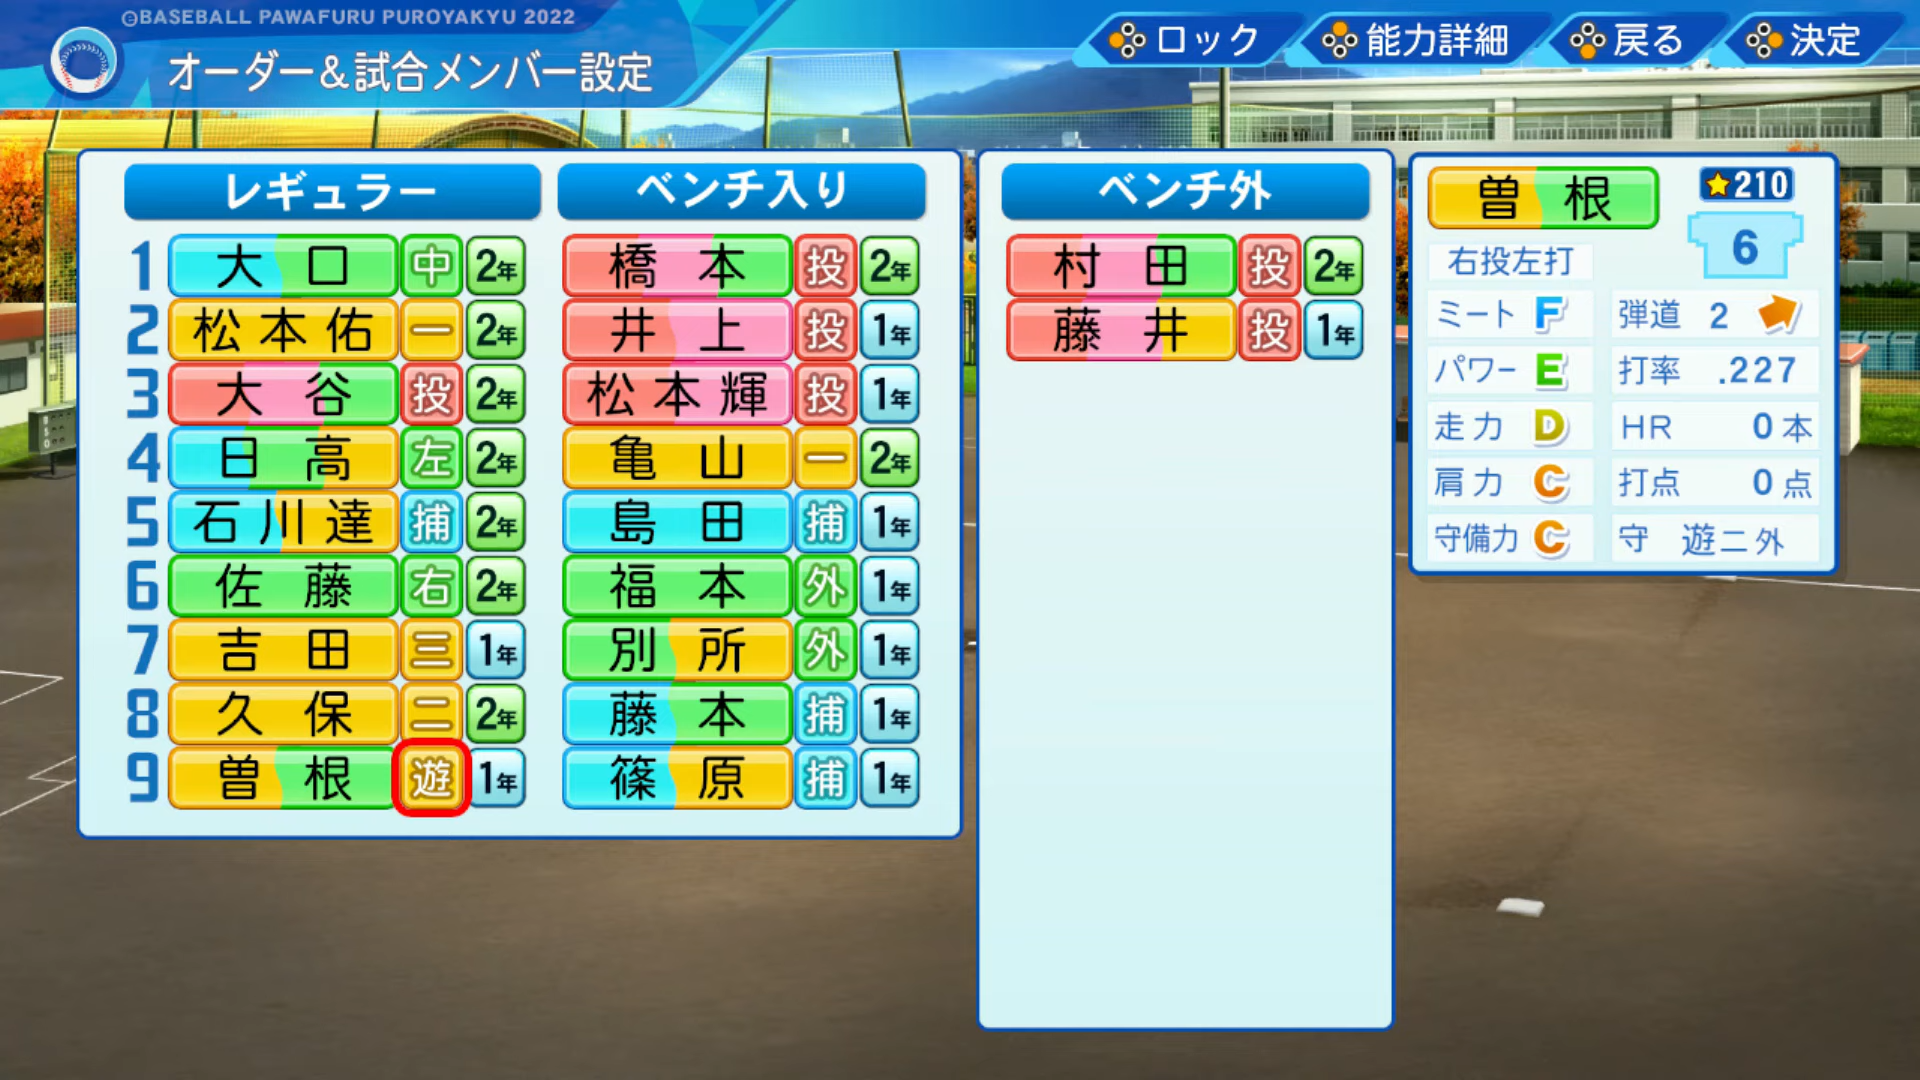 ©BASEBALL PAWAFURU PUROYAKYU 2022
オーダー&試合メンバー設定
ロック 能力詳細 戻る 決定
レギュラー
1 大口 中 2年
2 松本佑 一 2年
3 大谷 投 2年
4 日高 左 2年
5 石川達 捕 2年
6 佐藤 右 2年
7 吉田 三 1年
8 久保 二 2年
9 曽根 遊 1年
ベンチ入り
橋本 投 2年
井上 投 1年
松本輝 投 1年
亀山 一 2年
島田 捕 1年
福本 外 1年
別所 外 1年
藤本 捕 1年
篠原 捕 1年
ベンチ外
村田 投 2年
藤井 投 1年
曽根 ★210
右投左打 6
ミート F 弾道 2
パワー E 打率 .227
走力 D HR 0本
肩力 C 打点 0点
守備力 C 守 遊二外